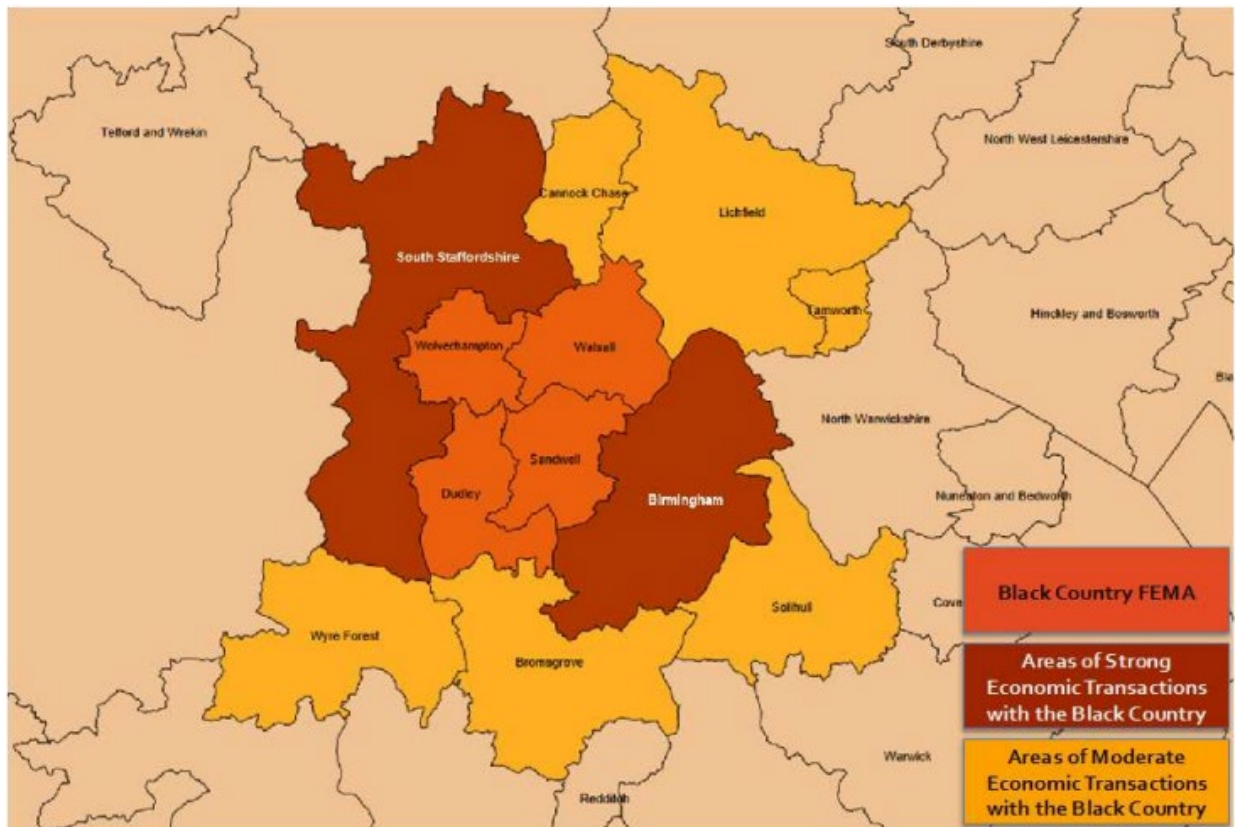 South Derbyshire
Telford and Wrekin
North West Leicestershire
Cannock Chase
Lichfield
South Staffordshire
Tamworth
Hinckley and Bosworth
Wolverhampton
Walsall
Bla
North Warwickshire
Sandwell
Dudley
Birmingham
Nuneaton and Bedworth
Black Country FEMA
Cove
Solihull
Wyre Forest
Bromsgrove
Areas of Strong
Economic Transactions
with the Black Country
Warwick
Areas of Moderate
Economic Transactions
with the Black Country
Redditch